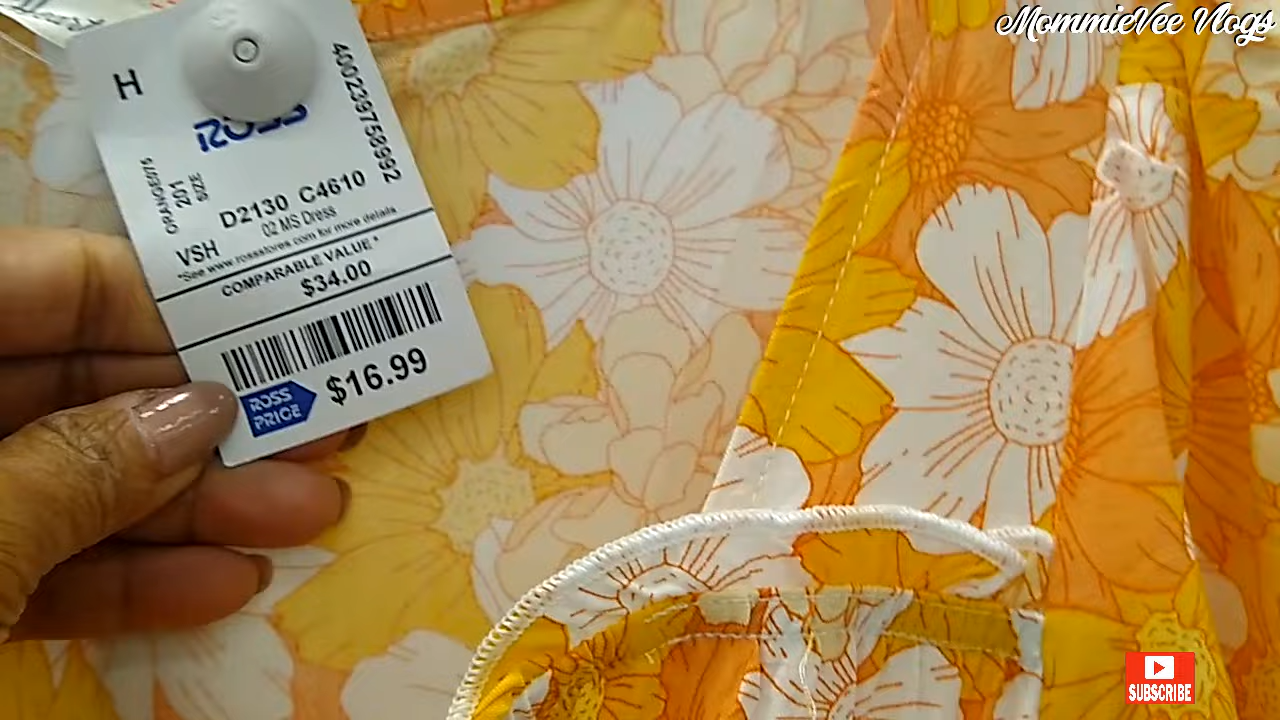 MommieVee Vlogs
H
ROSS
400239758992
ORANGE/075
SIZE
201
D2130 C4610
02 MS Dress
VSH
*See www.rossstores.com for more details
COMPARABLE VALUE*
$34.00
ROSS
PRICE
$16.99
SUBSCRIBE